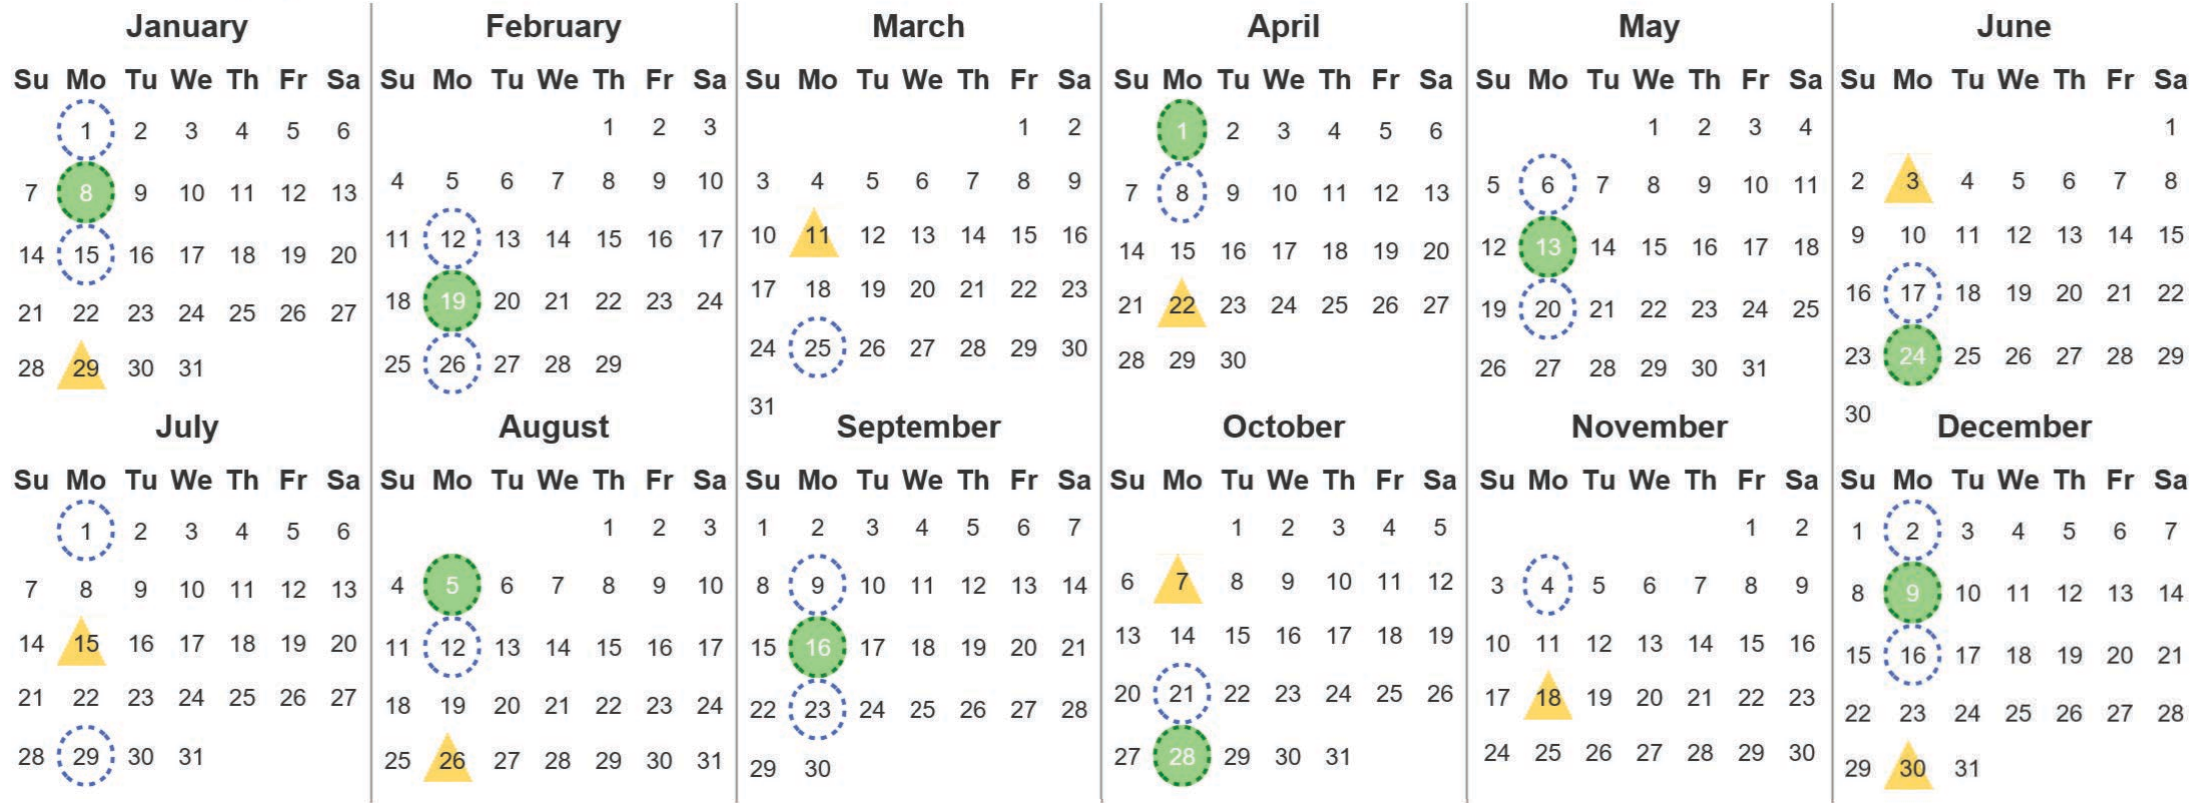 January February March April May June
Su Mo Tu We Th Fr Sa Su Mo Tu We Th Fr Sa Su Mo Tu We Th Fr Sa Su Mo Tu We Th Fr Sa Su Mo Tu We Th Fr Sa Su Mo Tu We Th Fr Sa
1 2 3 4 5 6 1 2 3 1 2 1 2 3 4 5 6 1 2 3 4 1
7 8 9 10 11 12 13 4 5 6 7 8 9 10 3 4 5 6 7 8 9 7 8 9 10 11 12 13 5 6 7 8 9 10 11 2 3 4 5 6 7 8
14 15 16 17 18 19 20 11 12 13 14 15 16 17 10 11 12 13 14 15 16 14 15 16 17 18 19 20 12 13 14 15 16 17 18 9 10 11 12 13 14 15
21 22 23 24 25 26 27 18 19 20 21 22 23 24 17 18 19 20 21 22 23 21 22 23 24 25 26 27 19 20 21 22 23 24 25 16 17 18 19 20 21 22
28 29 30 31 25 26 27 28 29 24 25 26 27 28 29 30 28 29 30 26 27 28 29 30 31 23 24 25 26 27 28 29
31 30
July August September October November December
Su Mo Tu We Th Fr Sa Su Mo Tu We Th Fr Sa Su Mo Tu We Th Fr Sa Su Mo Tu We Th Fr Sa Su Mo Tu We Th Fr Sa Su Mo Tu We Th Fr Sa
1 2 3 4 5 6 1 2 3 1 2 3 4 5 6 7 1 2 3 4 5 1 2 1 2 3 4 5 6 7
7 8 9 10 11 12 13 4 5 6 7 8 9 10 8 9 10 11 12 13 14 6 7 8 9 10 11 12 3 4 5 6 7 8 9 8 9 10 11 12 13 14
14 15 16 17 18 19 20 11 12 13 14 15 16 17 15 16 17 18 19 20 21 13 14 15 16 17 18 19 10 11 12 13 14 15 16 15 16 17 18 19 20 21
21 22 23 24 25 26 27 18 19 20 21 22 23 24 22 23 24 25 26 27 28 20 21 22 23 24 25 26 17 18 19 20 21 22 23 22 23 24 25 26 27 28
28 29 30 31 25 26 27 28 29 30 31 29 30 27 28 29 30 31 24 25 26 27 28 29 30 29 30 31